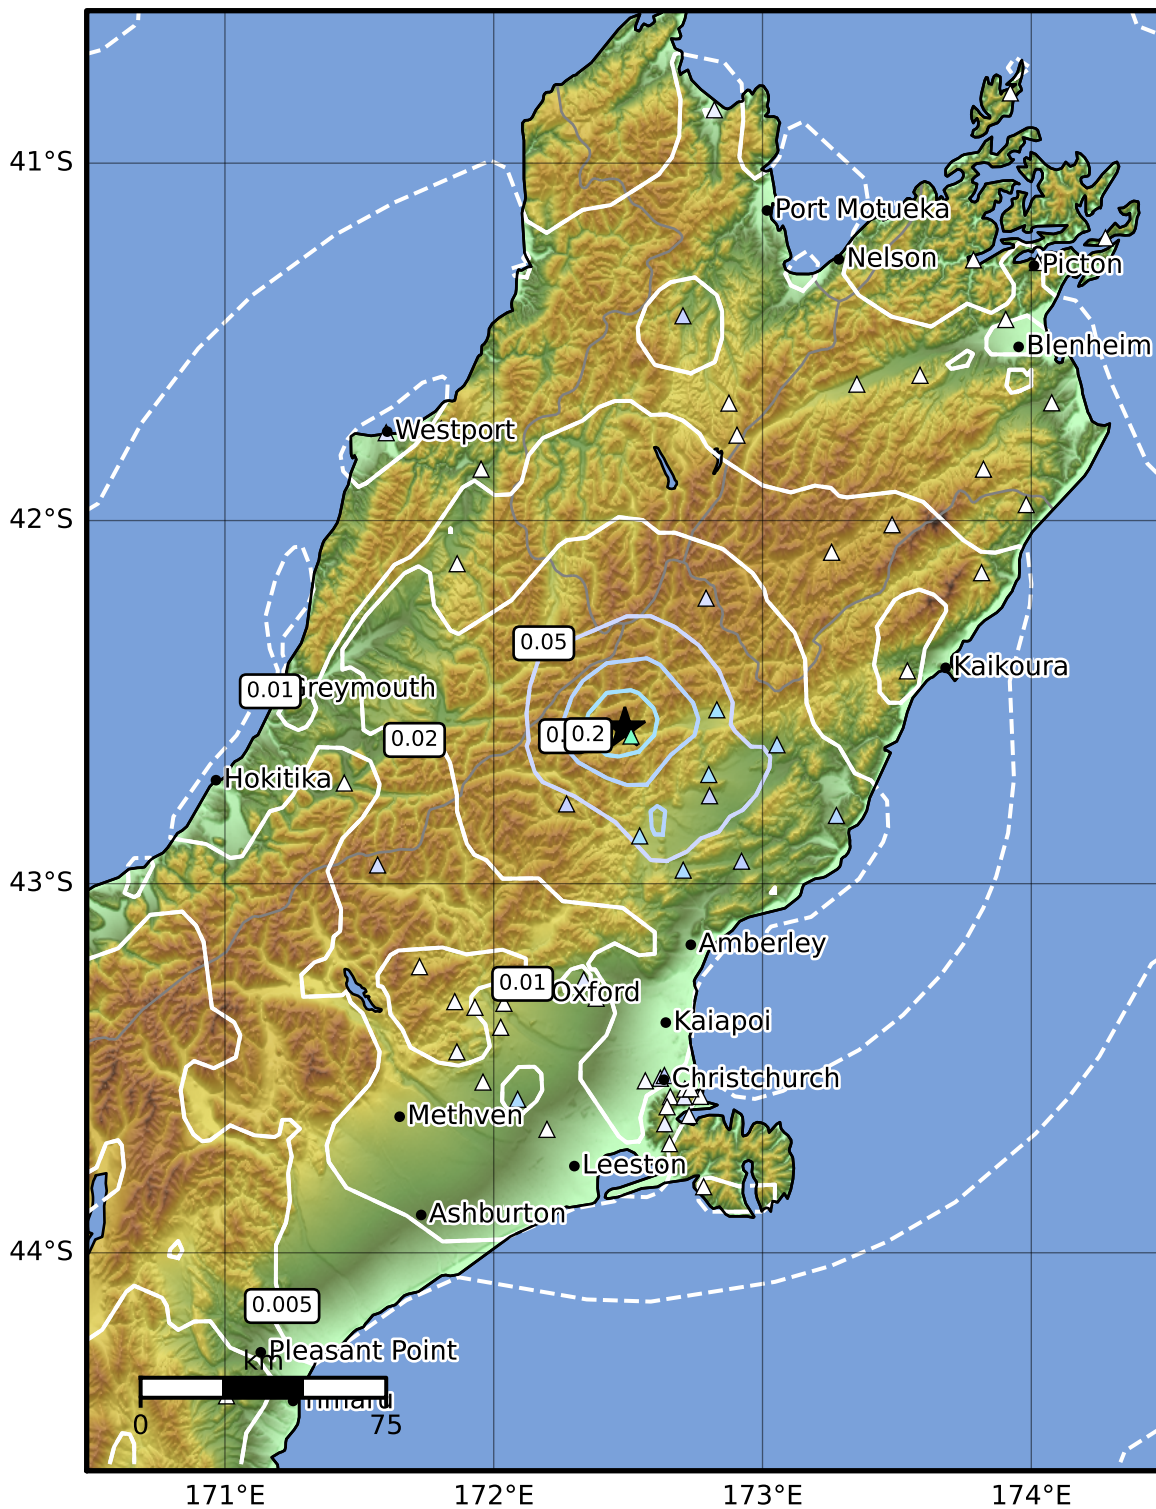 41°S
Port Motueka
Nelson
Picton
Blenheim
Westport
42°S
0.05
Kaikoura
0.01
Greymouth
0.02
0.2
Hokitika
43°S
Amberley
0.01
Oxford
Kaiapoi
Christchurch
Methven
Leeston
Ashburton
44°S
0.005
Pleasant Point
km
Timaru
0
75
171°E
172°E
173°E
174°E